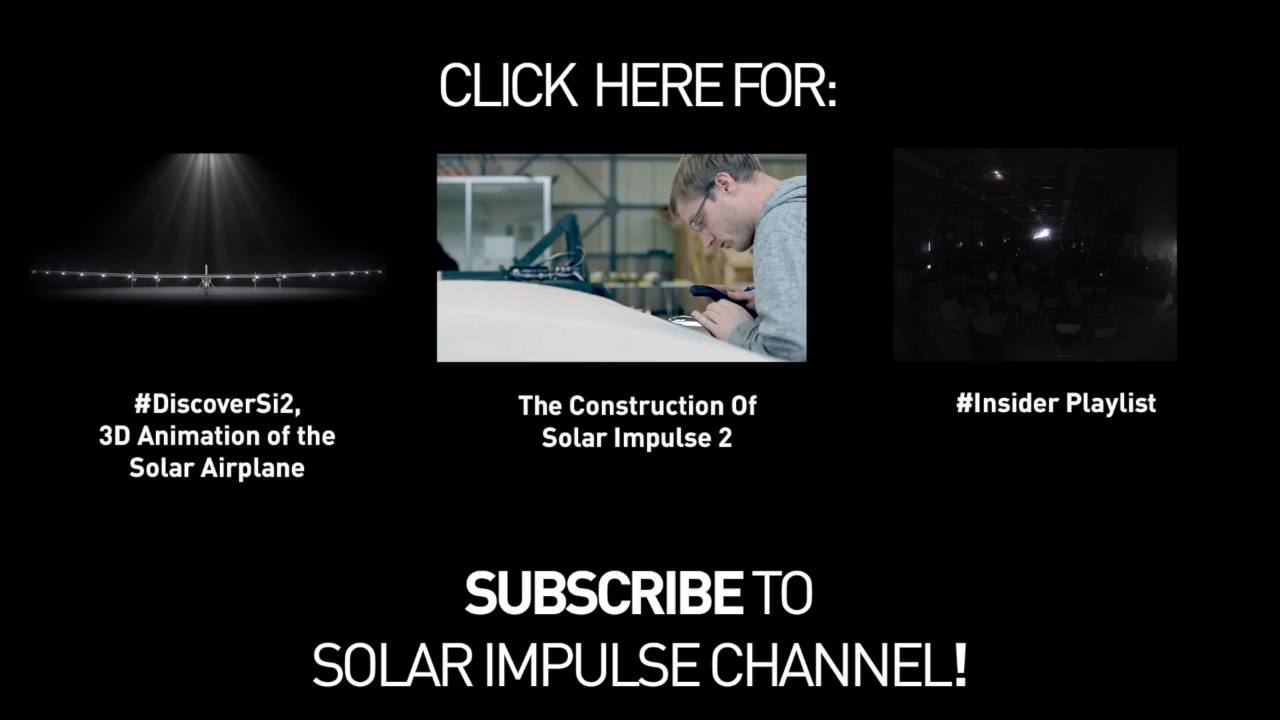 CLICK HERE FOR:
#DiscoverSi2,
3D Animation of the
Solar Airplane
The Construction Of
Solar Impulse 2
#Insider Playlist
SUBSCRIBE TO
SOLAR IMPULSE CHANNEL!